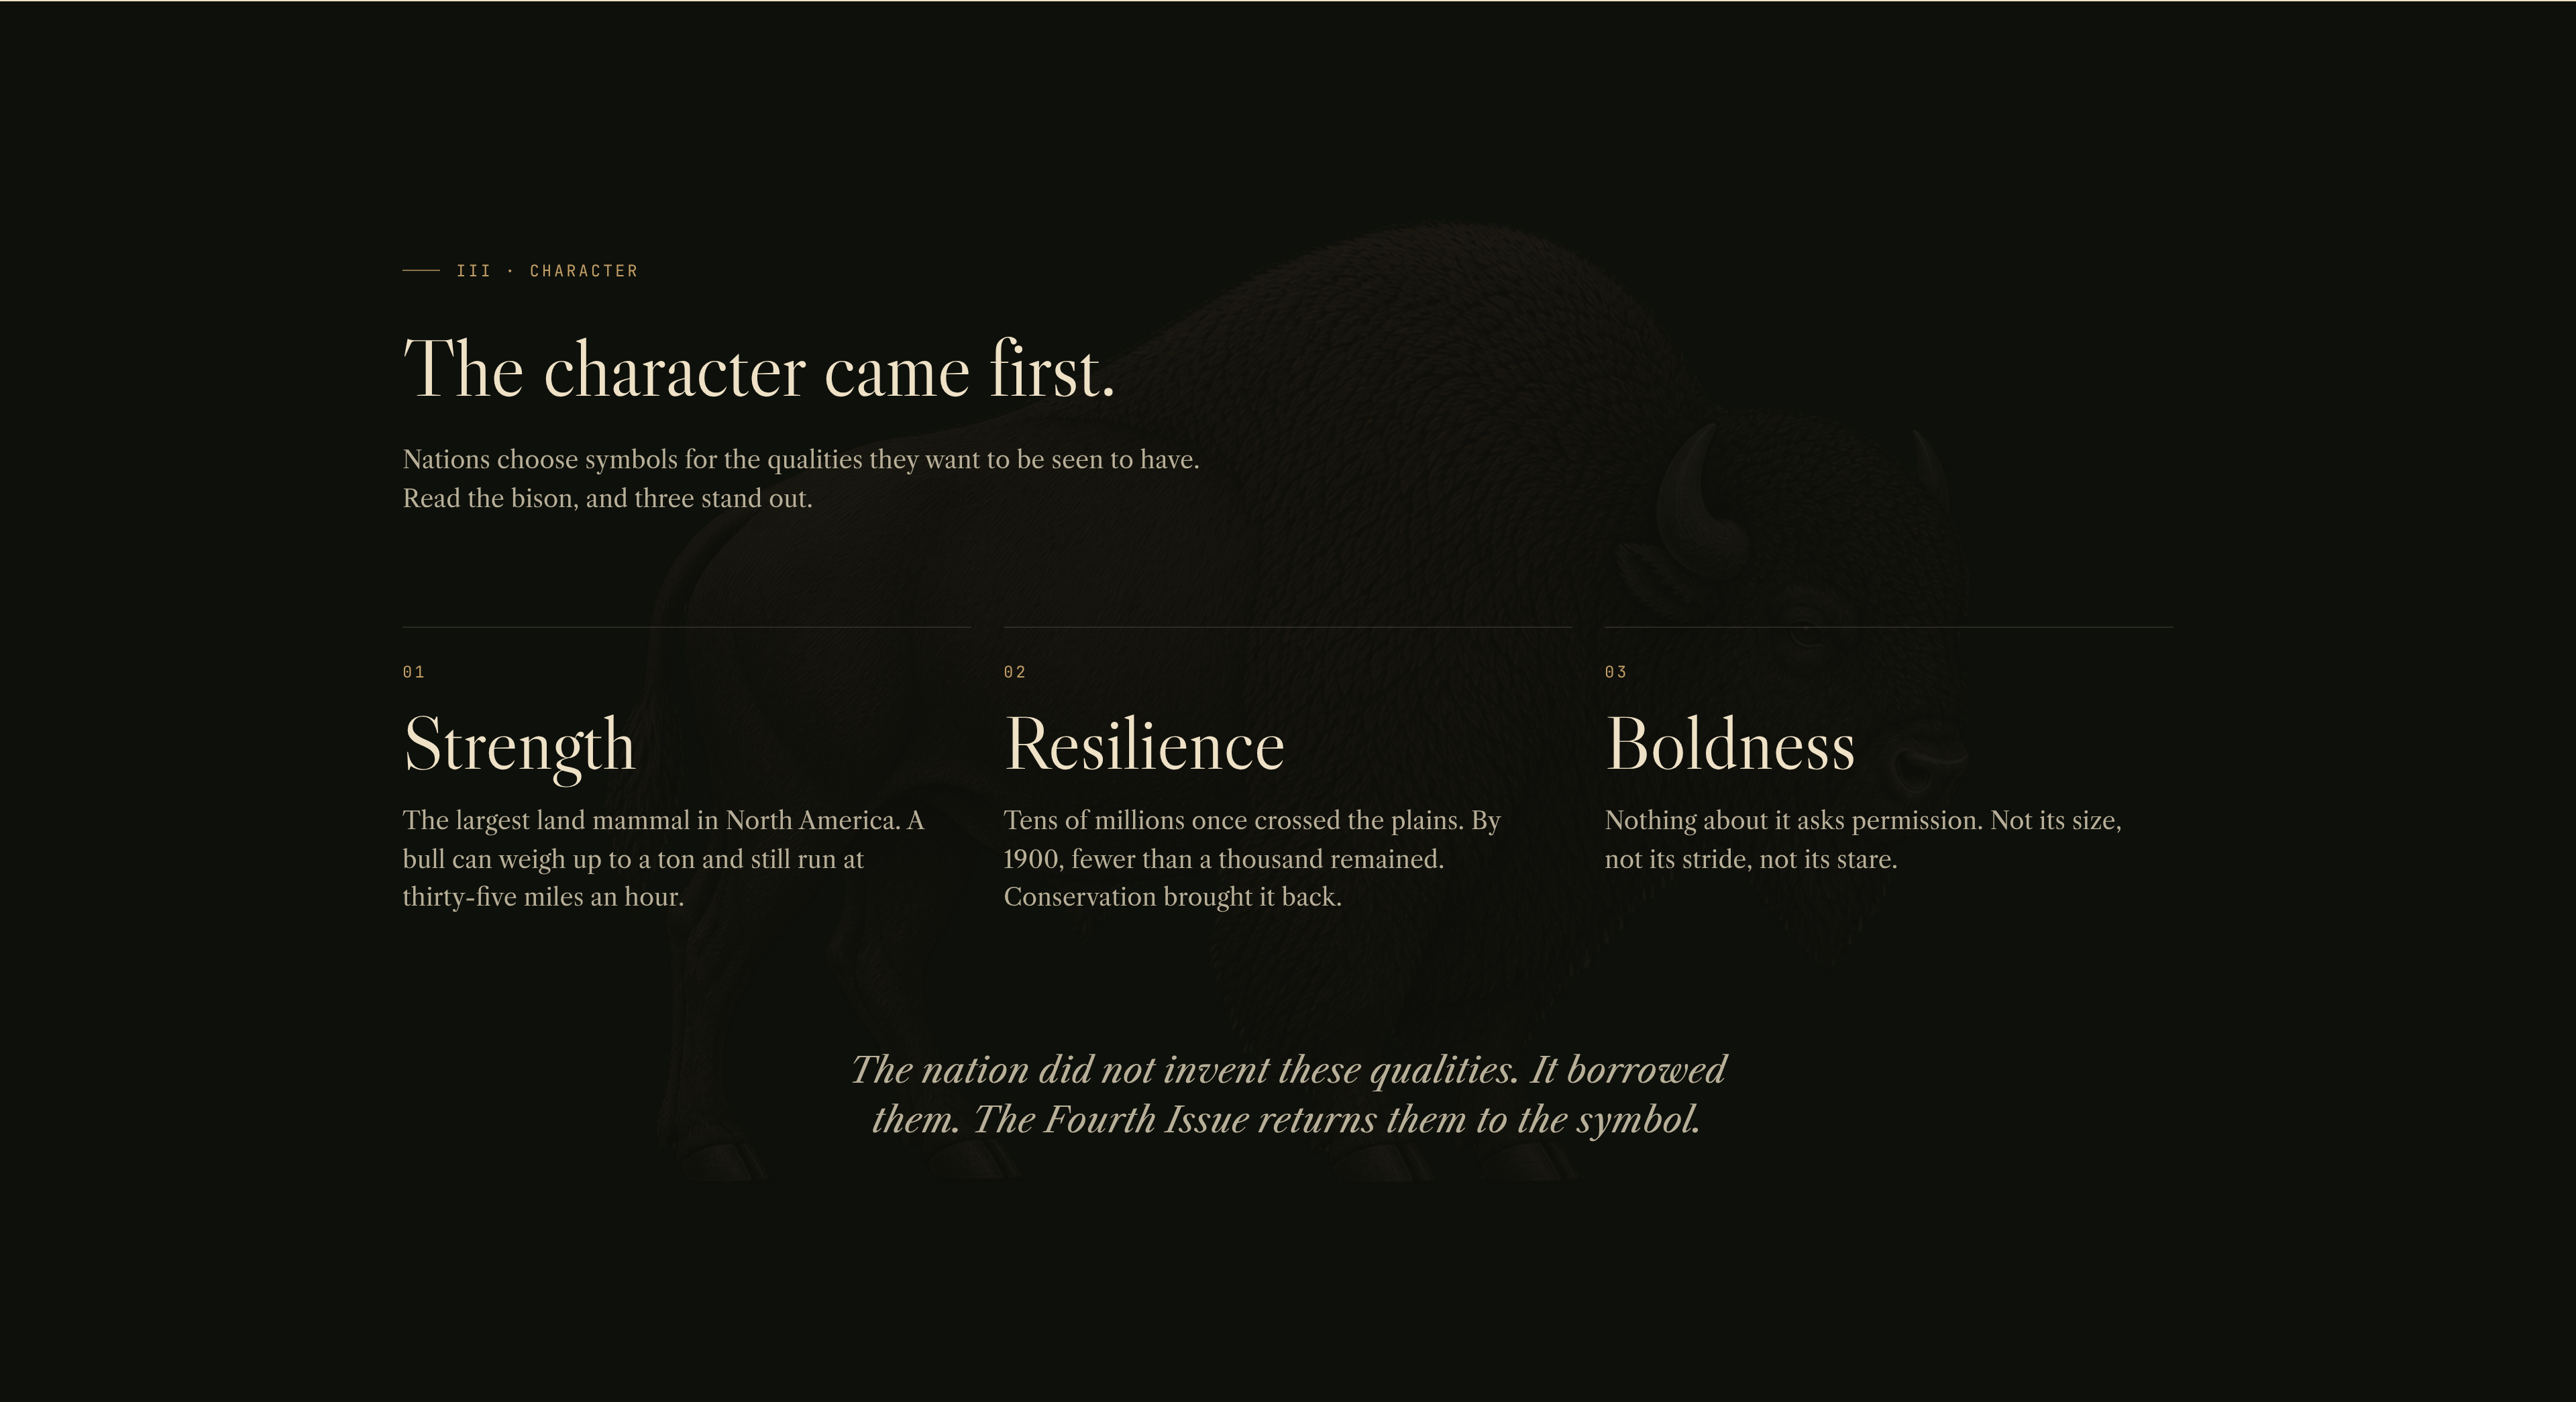 III · CHARACTER
The character came first.
Nations choose symbols for the qualities they want to be seen to have.
Read the bison, and three stand out.
01
Strength
The largest land mammal in North America. A
bull can weigh up to a ton and still run at
thirty-five miles an hour.
02
Resilience
Tens of millions once crossed the plains. By
1900, fewer than a thousand remained.
Conservation brought it back.
03
Boldness
Nothing about it asks permission. Not its size,
not its stride, not its stare.
The nation did not invent these qualities. It borrowed
them. The Fourth Issue returns them to the symbol.